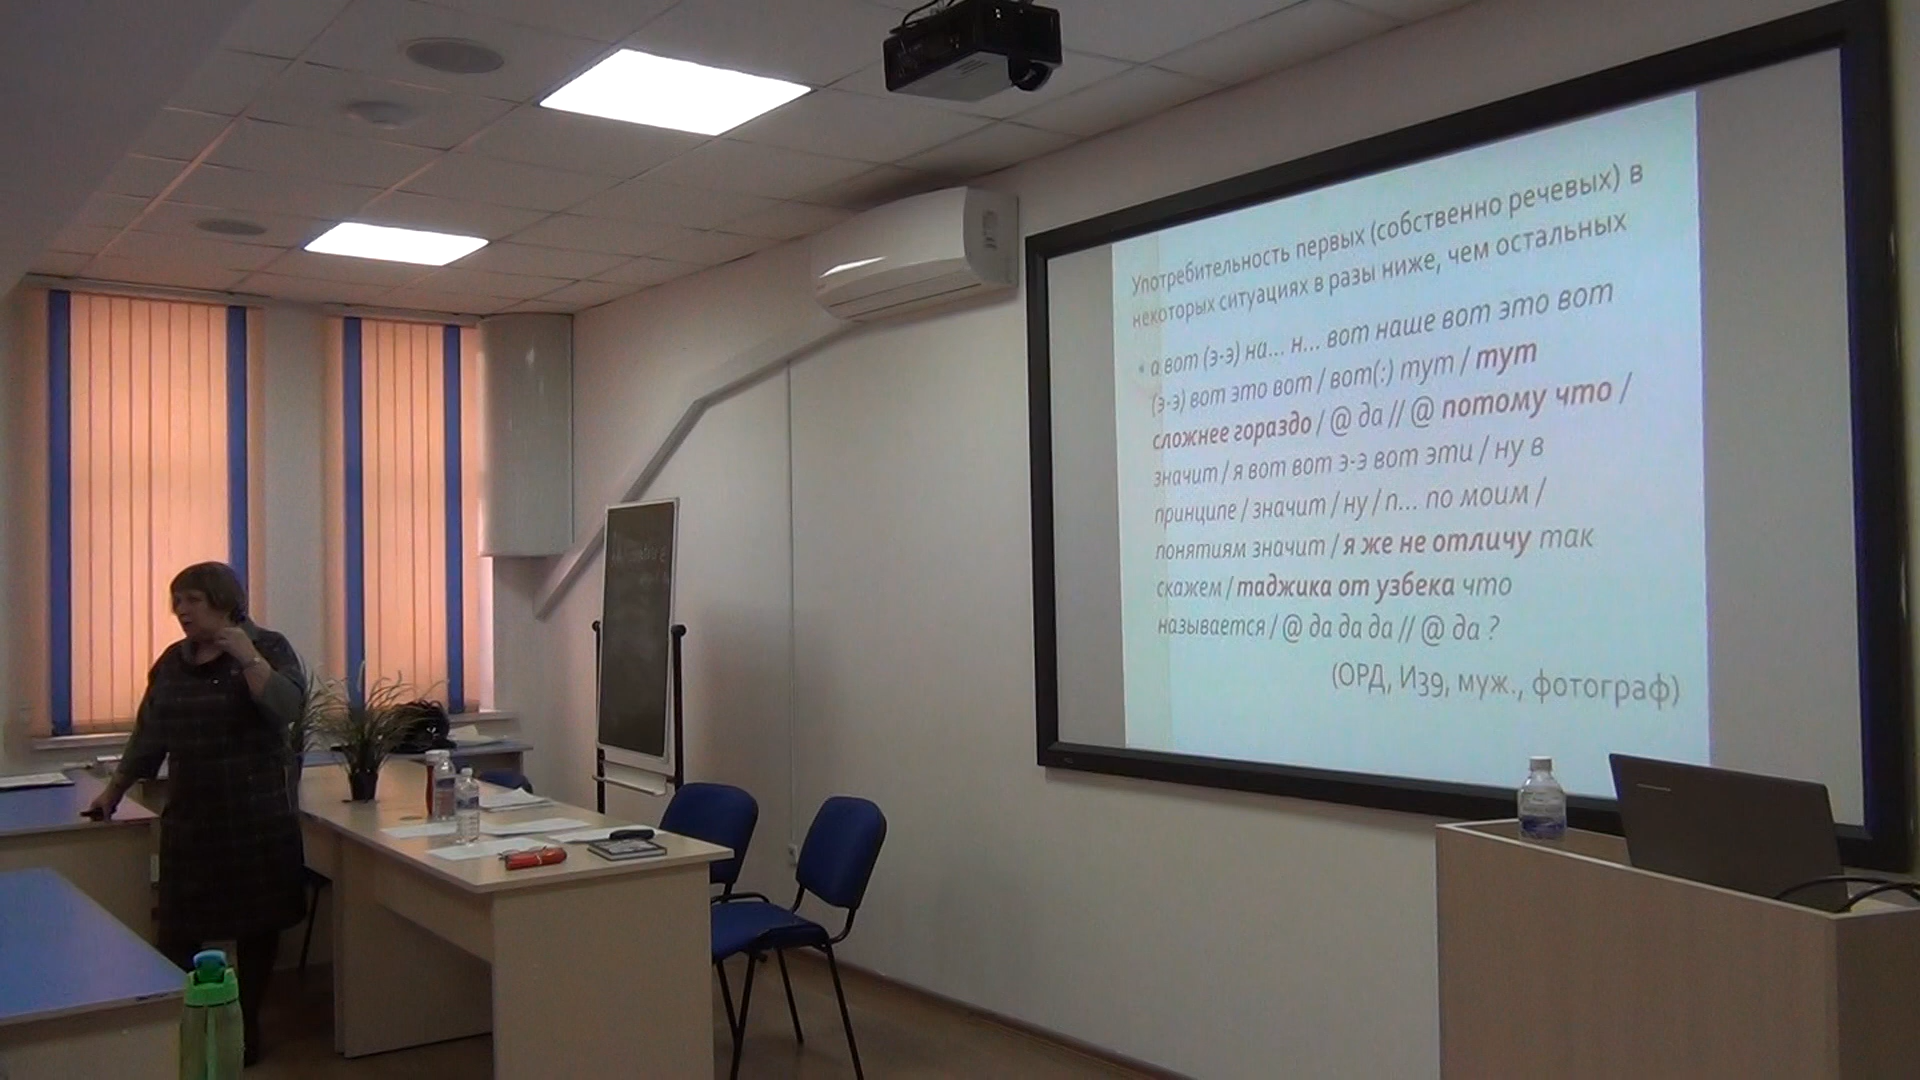 Употребительность первых (собственно речевых) в
некоторых ситуациях в разы ниже, чем остальных
• а вот (э-э) на... н... вот наше вот это вот
(э-э) вот это вот / вот(:) тут / тут
сложнее гораздо / @ да // @ потому что /
значит / я вот вот э-э вот эти / ну в
принципе / значит / ну / п... по моим /
понятиям значит / я же не отличу так
скажем / таджика от узбека что
называется / @ да да да // @ да ?
(ОРД, И39, муж., фотограф)